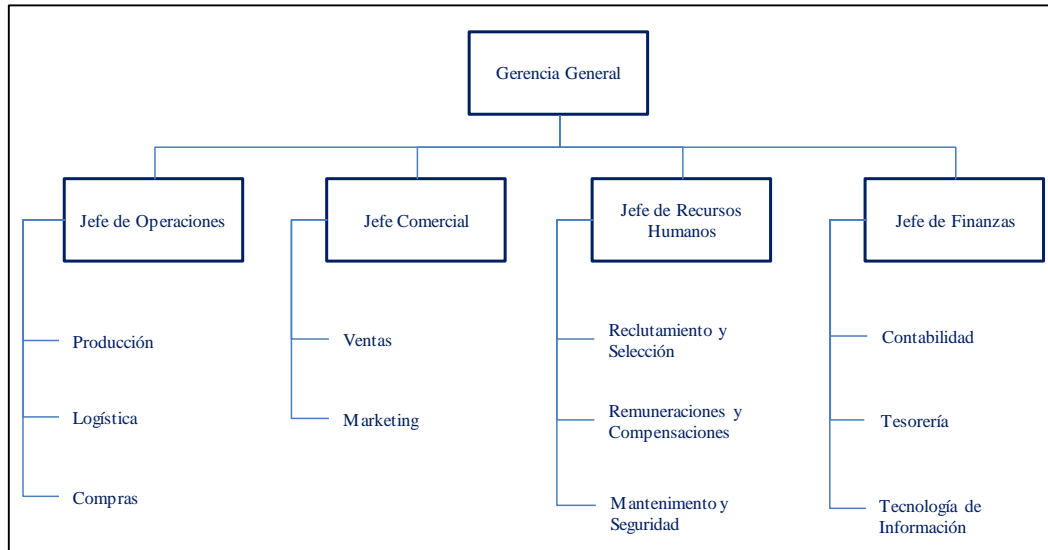 Gerencia General
Jefe de Operaciones
Jefe Comercial
Jefe de Recursos
Humanos
Jefe de Finanzas
Producción
Logística
Compras
Ventas
Marketing
Reclutamiento y
Selección
Remuneraciones y
Compensaciones
Mantenimento y
Seguridad
Contabilidad
Tesorería
Tecnología de
Información